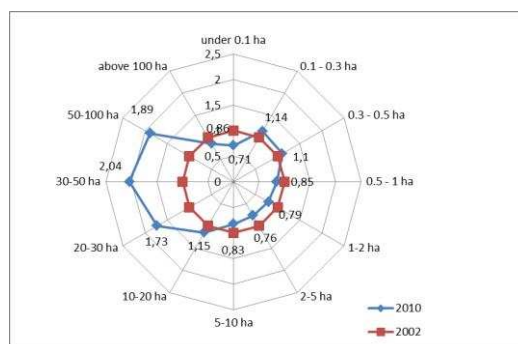 under 0.1 ha
2,5
above 100 ha
2
0.1 - 0.3 ha
1,5
50-100 ha
1,89
0,86
1
1,14
0.3 - 0.5 ha
0,5
0,71
1,1
30-50 ha
2,04
0
0,85
0.5 - 1 ha
20-30 ha
1,73
1,15
0,83
0,76
0,79
1-2 ha
10-20 ha
2-5 ha
5-10 ha
2010
2002